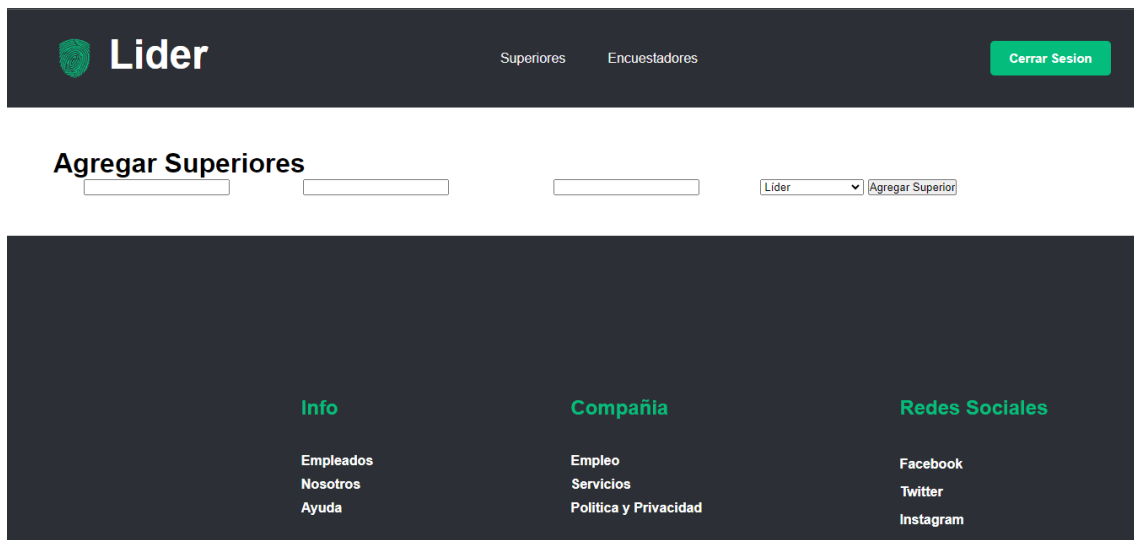 Lider
Superiores
Encuestadores
Cerrar Sesion
Agregar Superiores
Líder
Agregar Superior
Info
Empleados
Nosotros
Ayuda
Compañia
Empleo
Servicios
Politica y Privacidad
Redes Sociales
Facebook
Twitter
Instagram